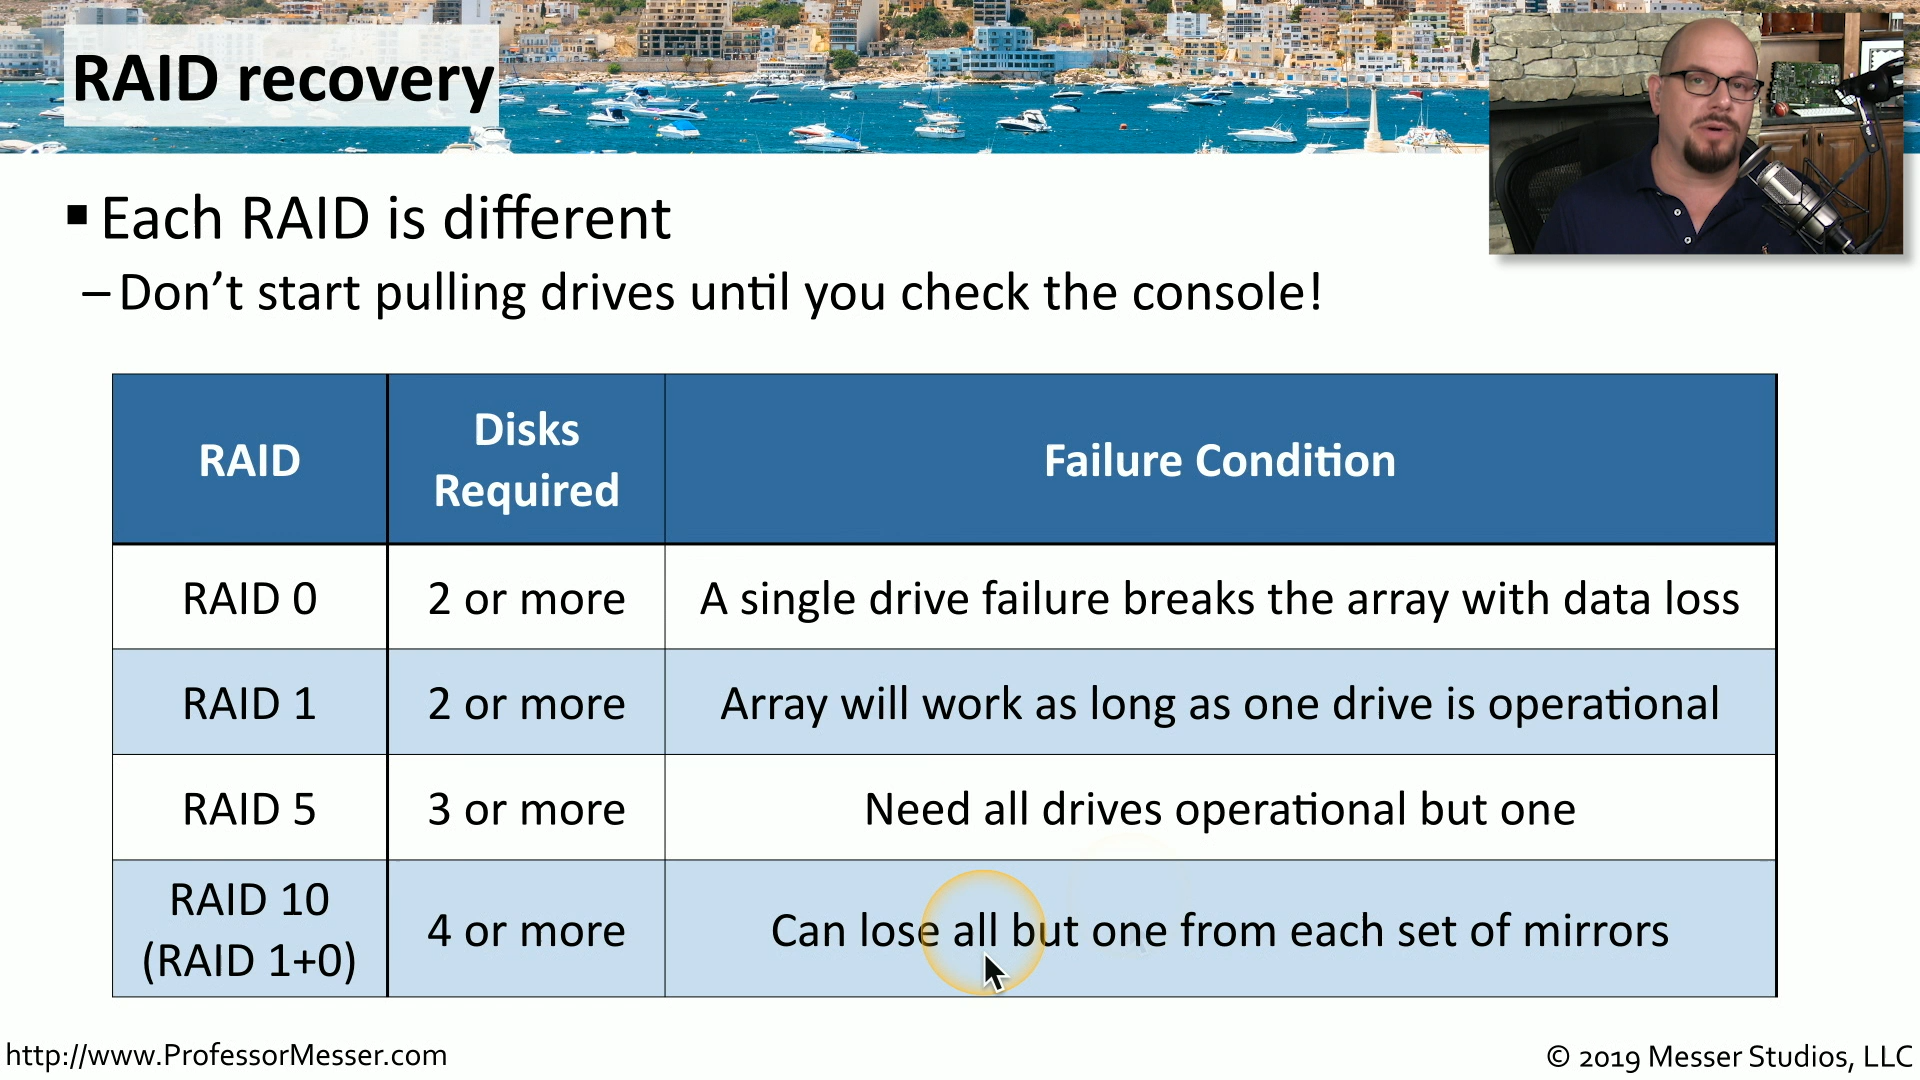 RAID recovery
▪ Each RAID is different
– Don’t start pulling drives until you check the console!
RAID
Disks
Required
Failure Condition
RAID 0
2 or more
A single drive failure breaks the array with data loss
RAID 1
2 or more
Array will work as long as one drive is operational
RAID 5
3 or more
Need all drives operational but one
RAID 10
(RAID 1+0)
4 or more
Can lose all but one from each set of mirrors
http://www.ProfessorMesser.com
© 2019 Messer Studios, LLC